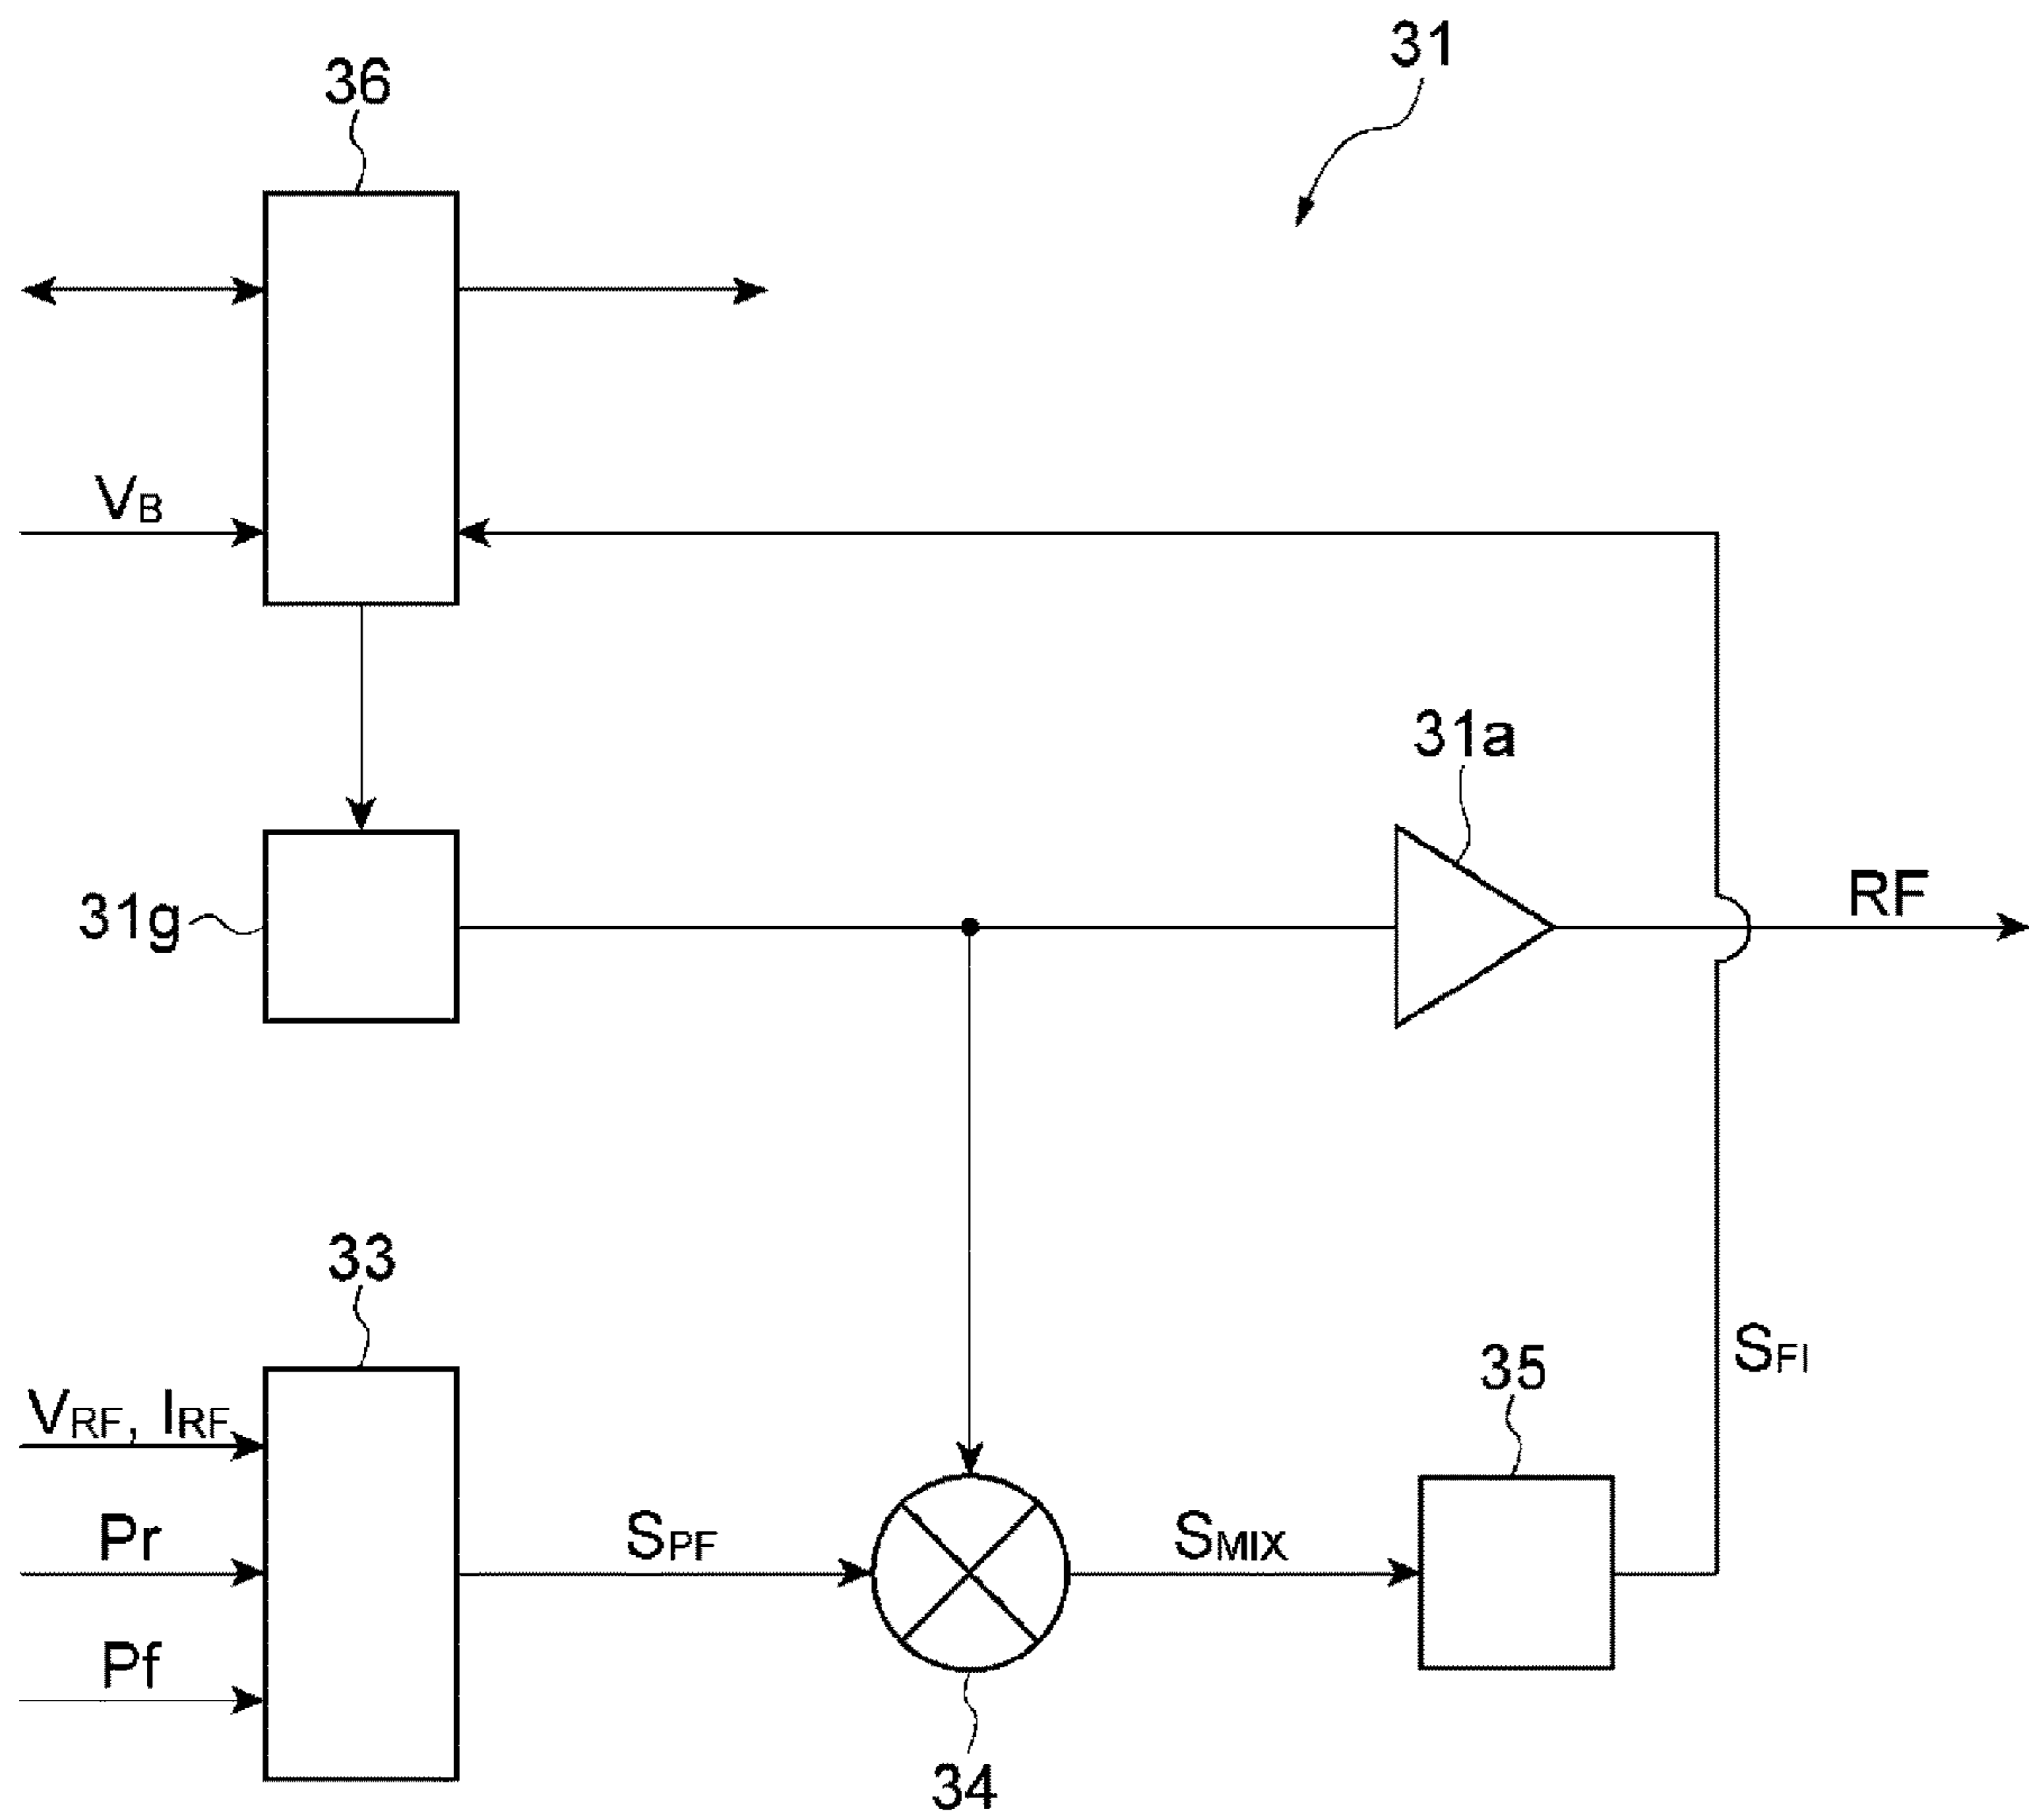 31
36
VB
31a
RF
31g
33
VRF, IRF
35
SFI
Pr
SPF
SMIX
Pf
34